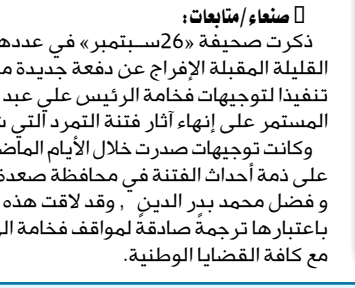 صنعاء/متابعات:
ذكرت صحيفة «26سـبتمبر» في عددها
القليلة المقبلة الإفراج عن دفعة جديدة
تنفيذا لتوجيهات فخامة الرئيس علي عبد
المستمر على إنهاء آثار فتنة التمرد التي
وكانت توجيهات صدرت خلال الأيام الماض
على ذمة أحداث الفتنة في محافظة صعدة
و فضل محمد بدر الدين , وقد لاقت هذه
باعتبارها ترجمةً صادقةً لمواقف فخامة
مع كافة القضايا الوطنية.